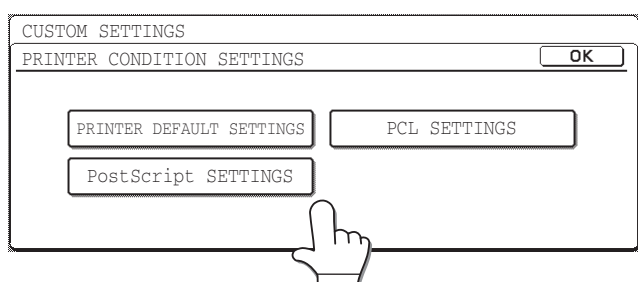 CUSTOM SETTINGS
PRINTER CONDITION SETTINGS OK
PRINTER DEFAULT SETTINGS PCL SETTINGS
PostScript SETTINGS